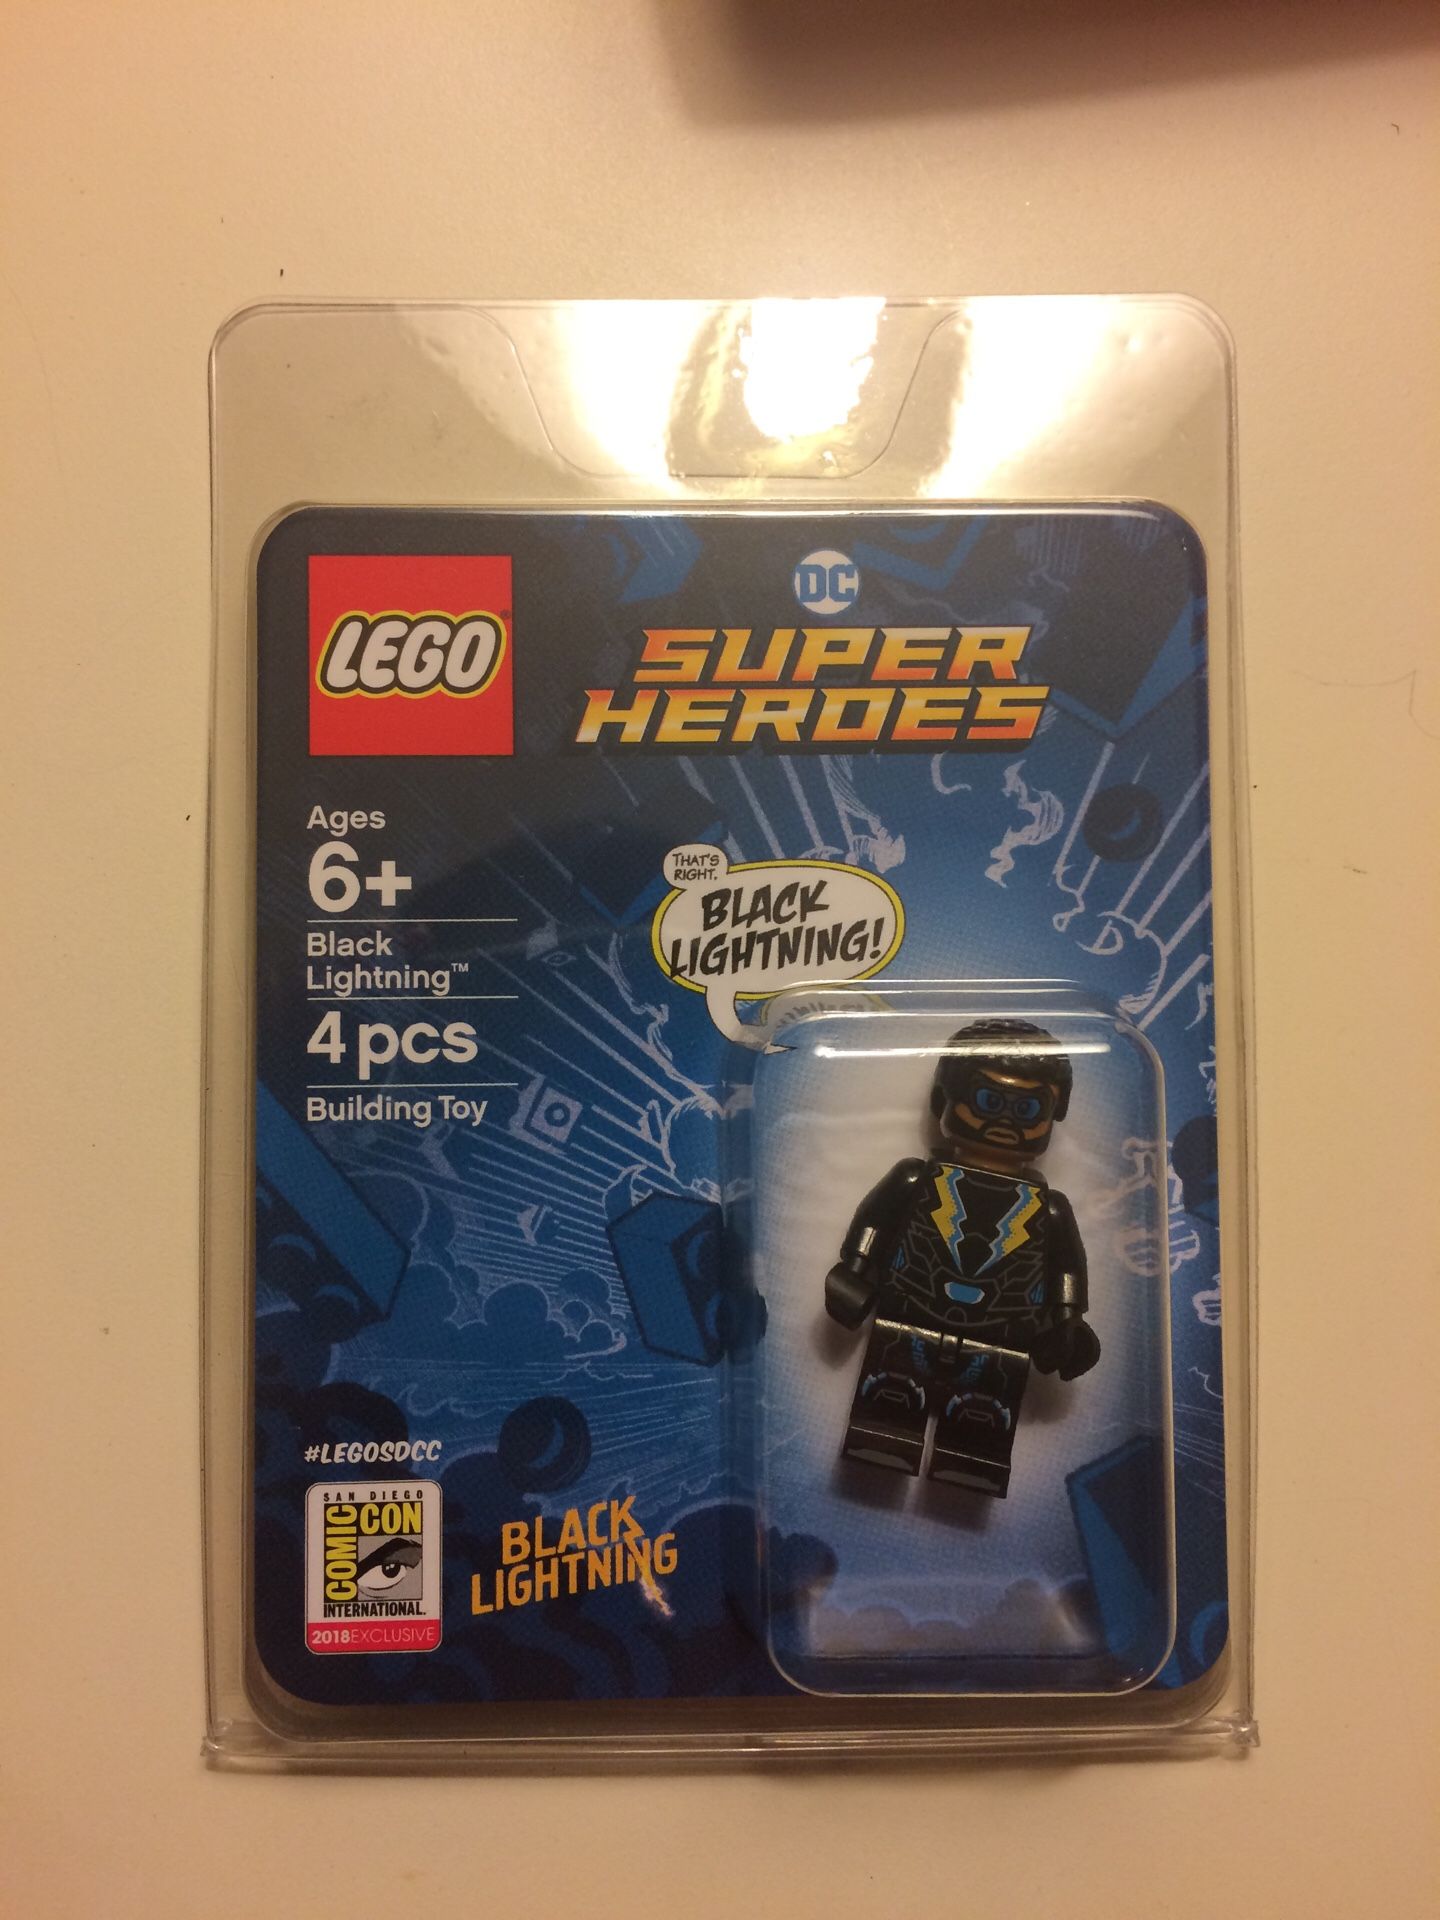 LEGO®
DC
SUPER
HEROES
Ages
6+
Black
Lightning™
4 pcs
Building Toy
THAT'S
RIGHT,
BLACK
LIGHTNING!
#LEGOSDCC
SAN DIEGO
COMIC CON
INTERNATIONAL.
2018EXCLUSIVE
BLACK
LIGHTNING